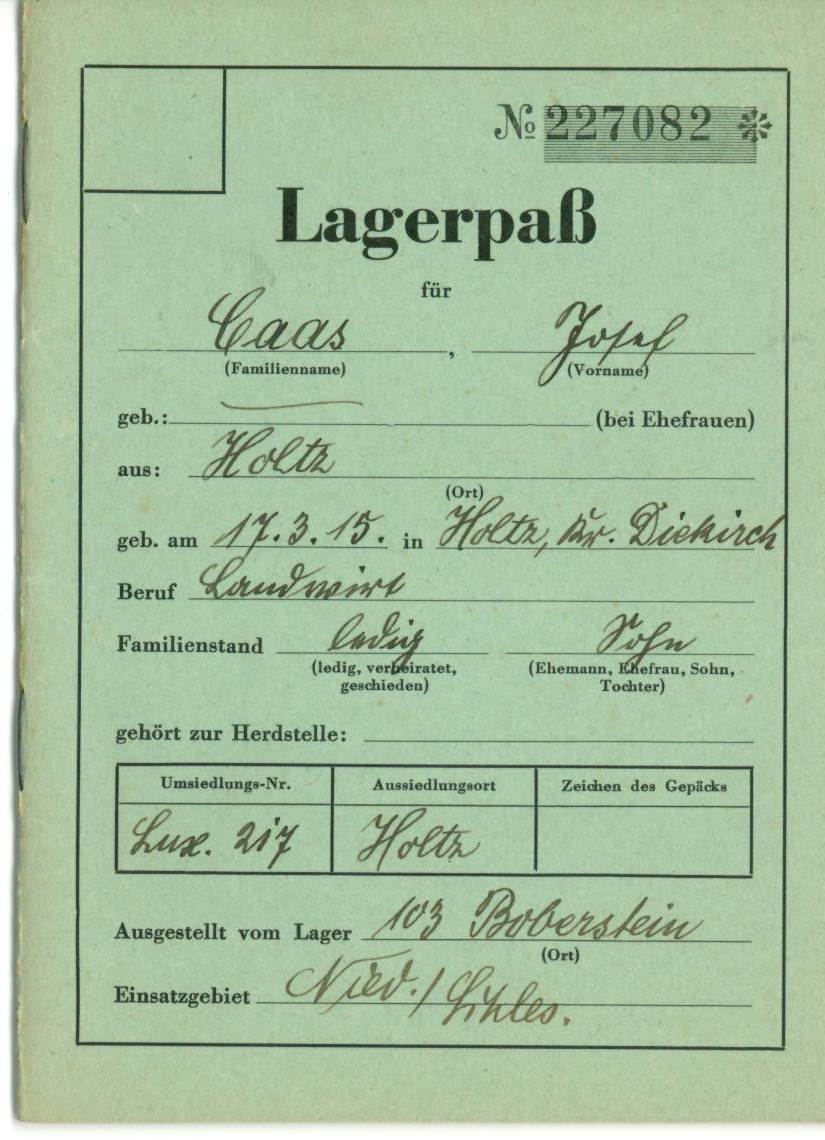 № 227082 *
Lagerpaß
für
Caas, Josef
(Familienname) (Vorname)
geb.: — (bei Ehefrauen)
aus: Holtz
(Ort)
geb. am 17.3.15. in Holtz, Kr. Diekirch
Beruf Landwirt
Familienstand ledig Sohn
(ledig, verheiratet, (Ehemann, Ehefrau, Sohn,
geschieden) Tochter)
gehört zur Herdstelle:
Umsiedlungs-Nr. Aussiedlungsort Zeichen des Gepäcks
Lux. 217 Holtz
Ausgestellt vom Lager 103 Boberstein
(Ort)
Einsatzgebiet Nied./Schles.